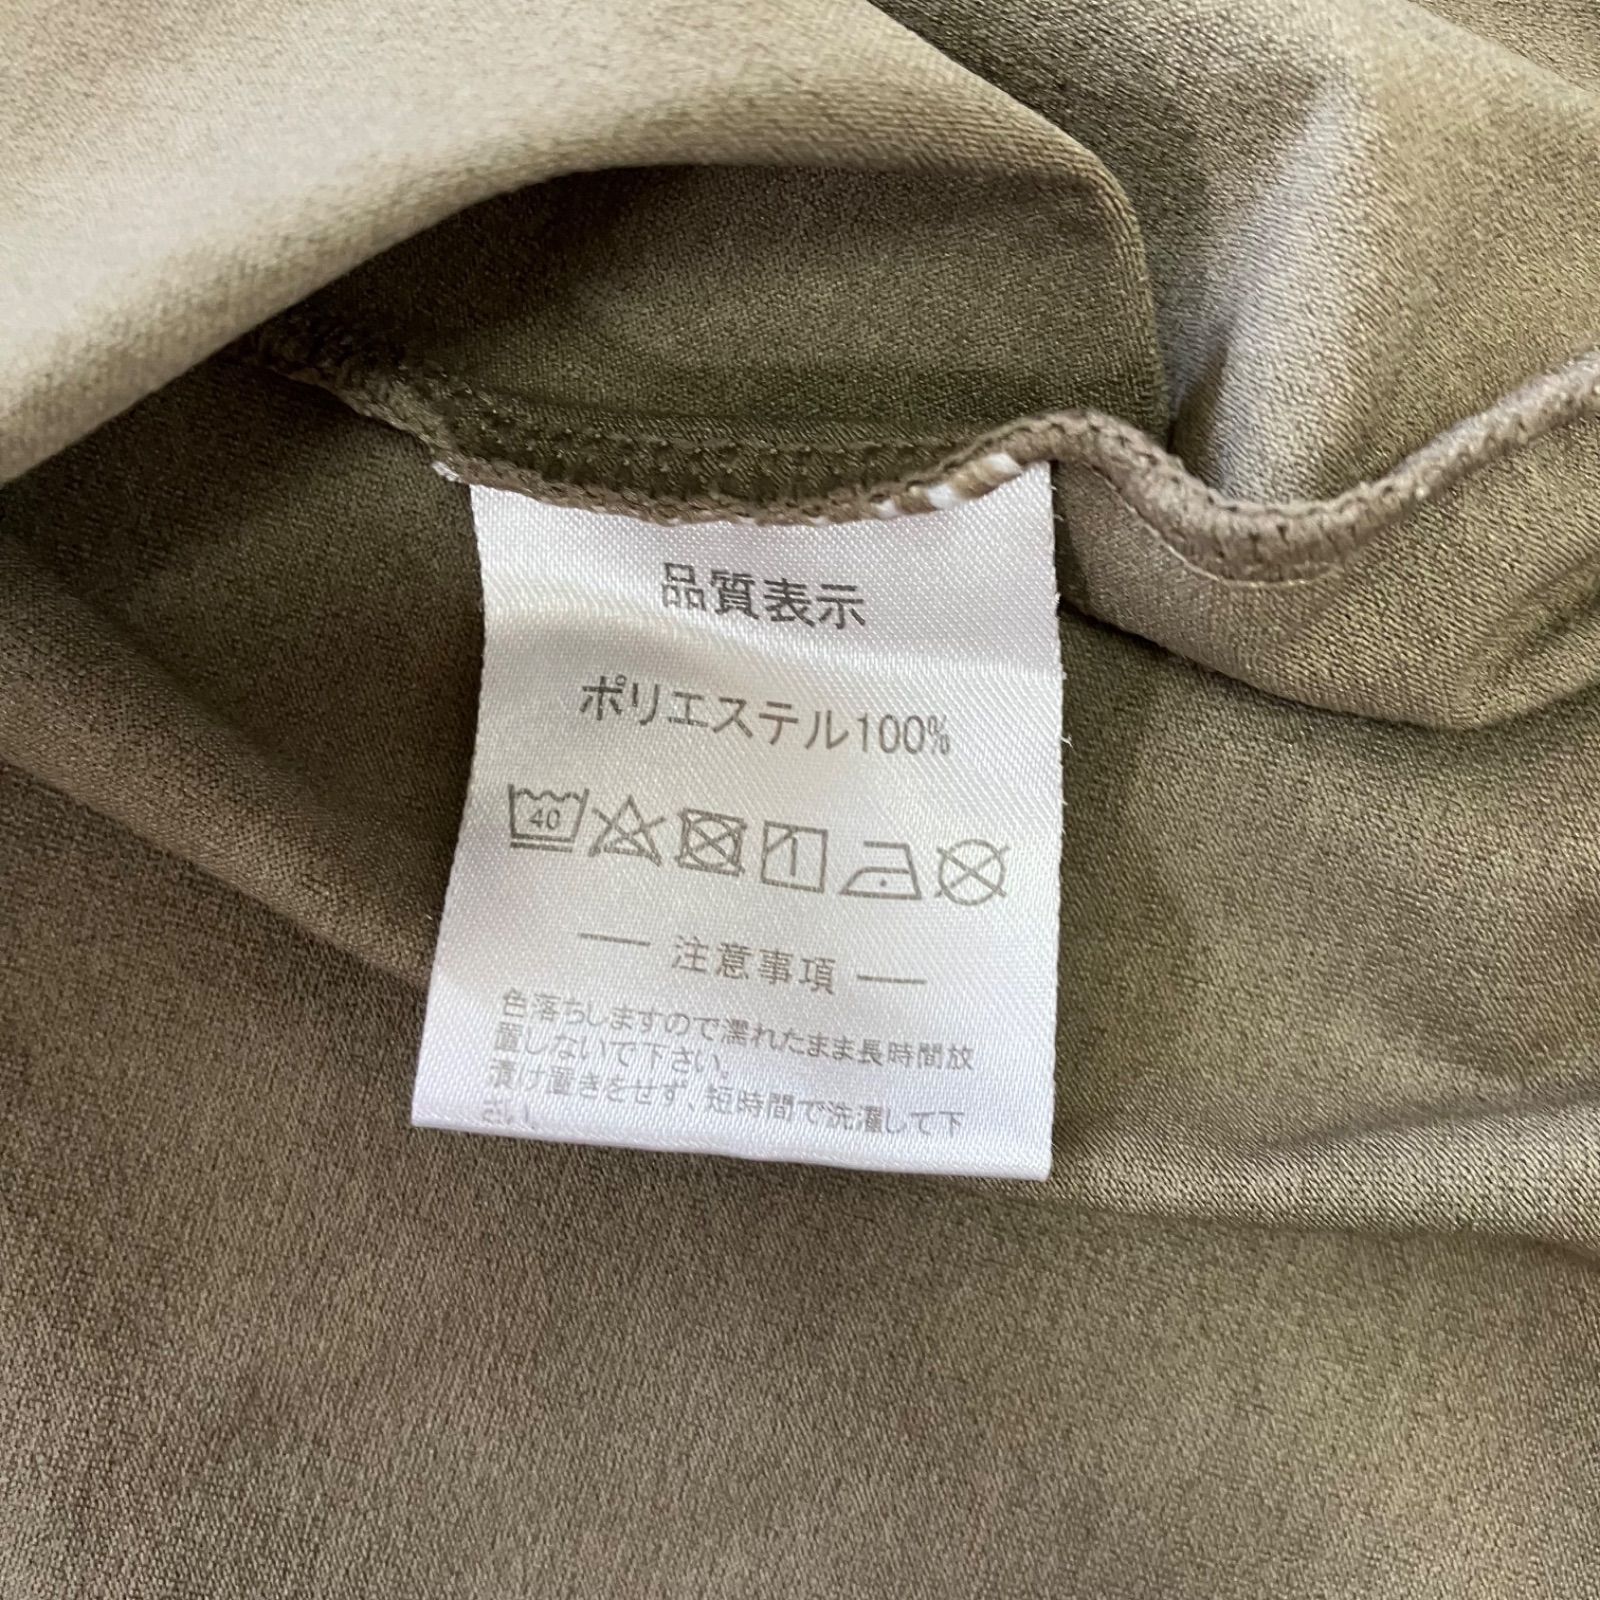 品質表示
ポリエステル100%
40
1
注意事項
色落ちしますので濡れたまま長時間放
置しないで下さい。
漬け置きをせず、短時間で洗濯して下
さい